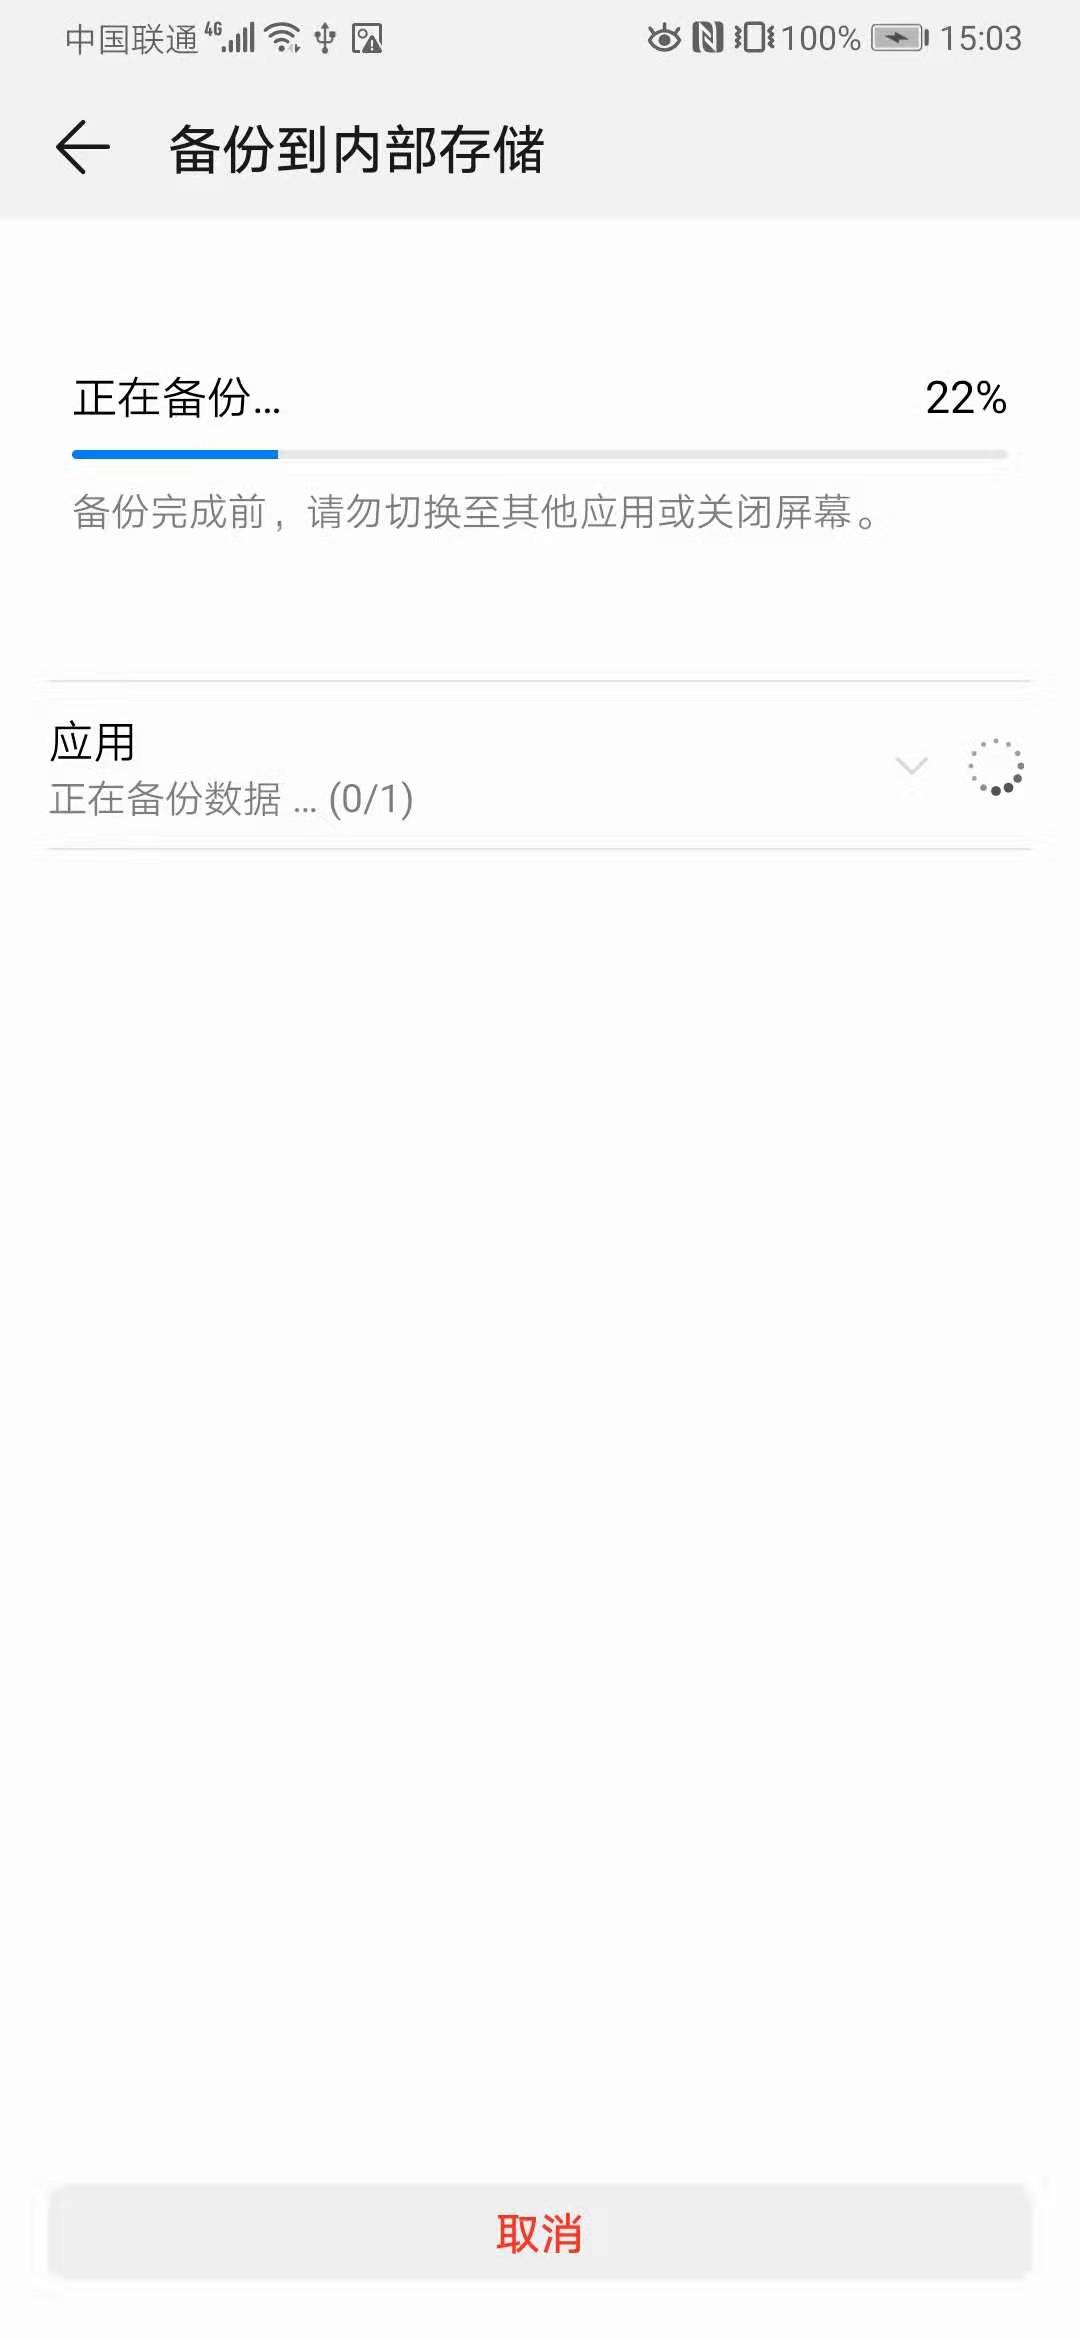 中国联通 4G 100% 15:03
备份到内部存储
正在备份... 22%
备份完成前，请勿切换至其他应用或关闭屏幕。
应用
正在备份数据 ... (0/1)
取消